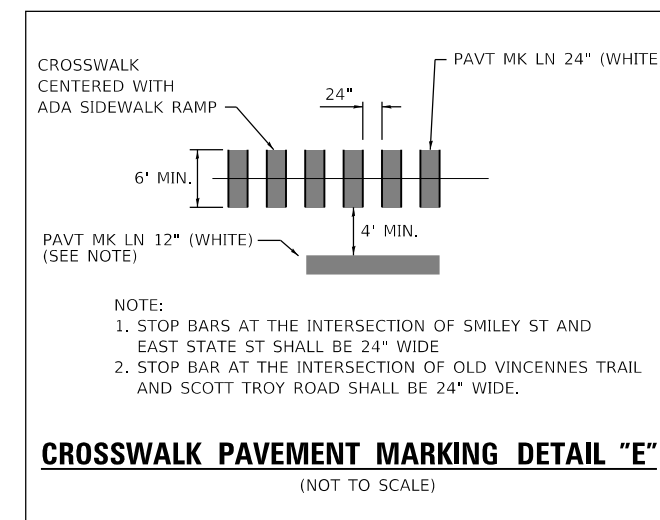 CROSSWALK
CENTERED WITH
ADA SIDEWALK RAMP
24"
PAVT MK LN 24" (WHITE
6' MIN.
4' MIN.
PAVT MK LN 12" (WHITE)
(SEE NOTE)
NOTE:
1. STOP BARS AT THE INTERSECTION OF SMILEY ST AND
EAST STATE ST SHALL BE 24" WIDE
2. STOP BAR AT THE INTERSECTION OF OLD VINCENNES TRAIL
AND SCOTT TROY ROAD SHALL BE 24" WIDE.
CROSSWALK PAVEMENT MARKING DETAIL "E"
(NOT TO SCALE)